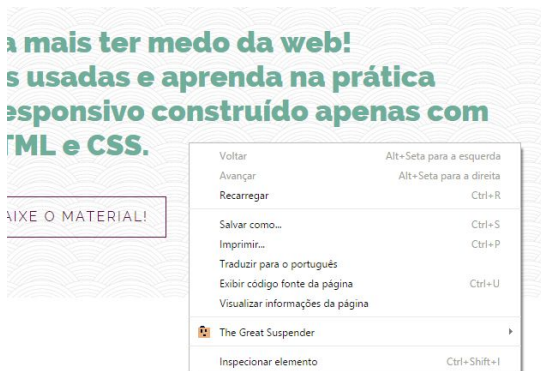 a mais ter medo da web!
s usadas e aprenda na prática
esponsivo construído apenas com
TML e CSS.
AIXE O MATERIAL!
Voltar Alt+Seta para a esquerda
Avançar Alt+Seta para a direita
Recarregar Ctrl+R
Salvar como... Ctrl+S
Imprimir... Ctrl+P
Traduzir para o português
Exibir código fonte da página Ctrl+U
Visualizar informações da página
The Great Suspender
Inspecionar elemento Ctrl+Shift+I